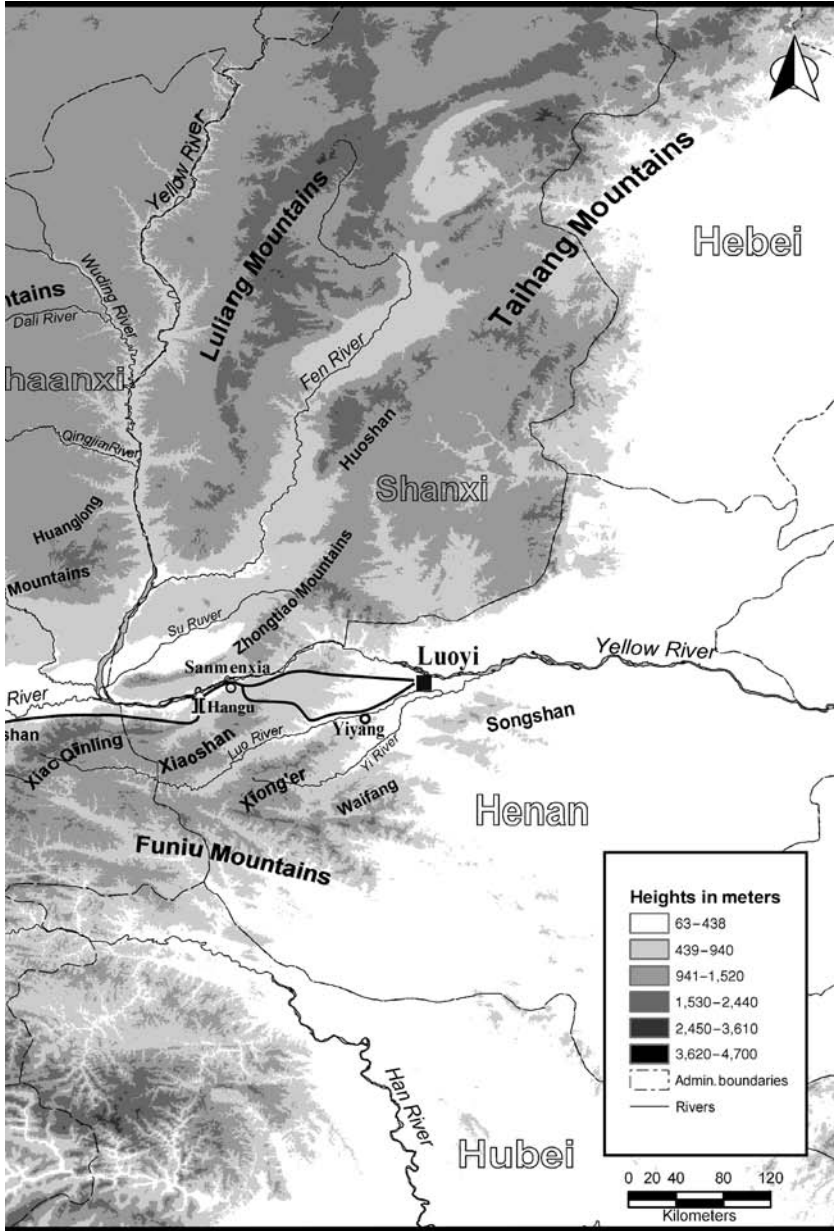 Yellow River
Luliang Mountains
Taihang Mountains
Hebei
Wuding River
ntains
Dali River
haanxi
Fen River
Qingjian River
Huoshan
Shanxi
Huanglong
Mountains
Zhongtiao Mountains
Su Ruver
Sanmenxia
Luoyi
Yellow River
River
Hangu
shan
Xiao Qinling
Xiaoshan
Luo River
Yiyang
Yi River
Songshan
Xiong'er
Waifang
Henan
Funiu Mountains
Han River
Hubei
Heights in meters
63–438
439–940
941–1,520
1,530–2,440
2,450–3,610
3,620–4,700
Admin. boundaries
Rivers
0 20 40 80 120
Kilometers